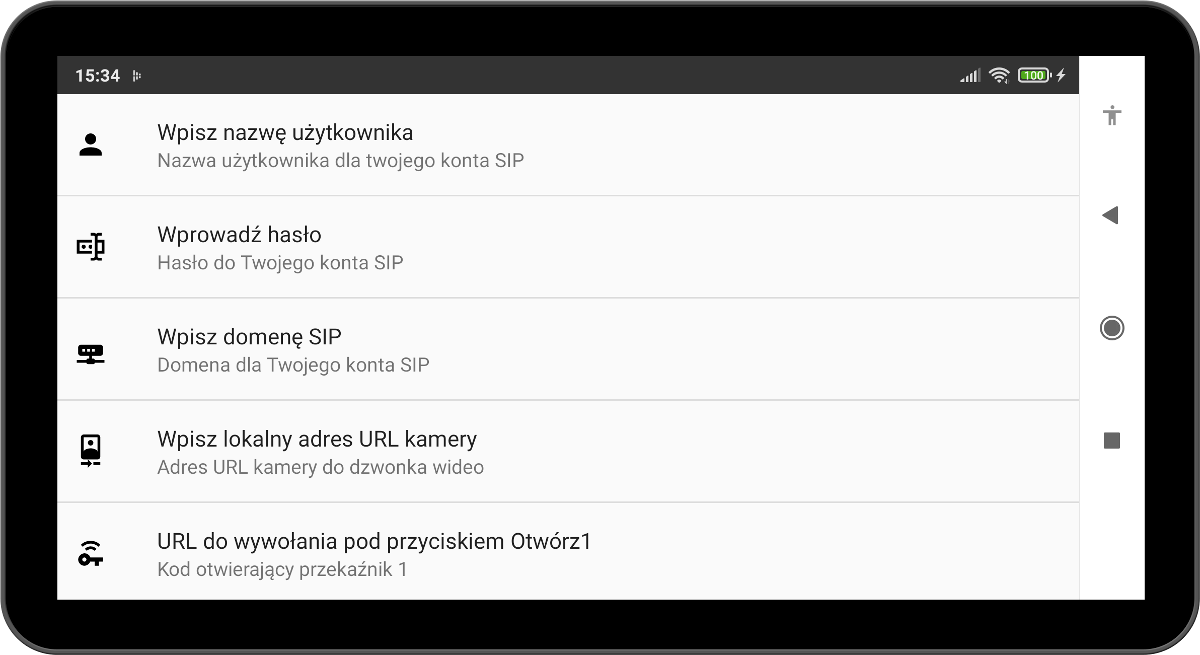 15:34
100
Wpisz nazwę użytkownika
Nazwa użytkownika dla twojego konta SIP
Wprowadź hasło
Hasło do Twojego konta SIP
Wpisz domenę SIP
Domena dla Twojego konta SIP
Wpisz lokalny adres URL kamery
Adres URL kamery do dzwonka wideo
URL do wywołania pod przyciskiem Otwórz1
Kod otwierający przekaźnik 1